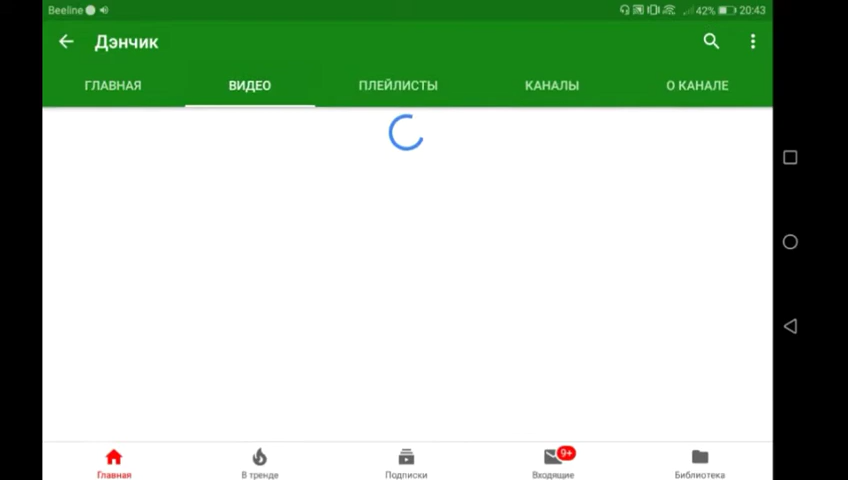 Beeline 42% 20:43
Дэнчик
ГЛАВНАЯ ВИДЕО ПЛЕЙЛИСТЫ КАНАЛЫ О КАНАЛЕ
9+
Главная В тренде Подписки Входящие Библиотека